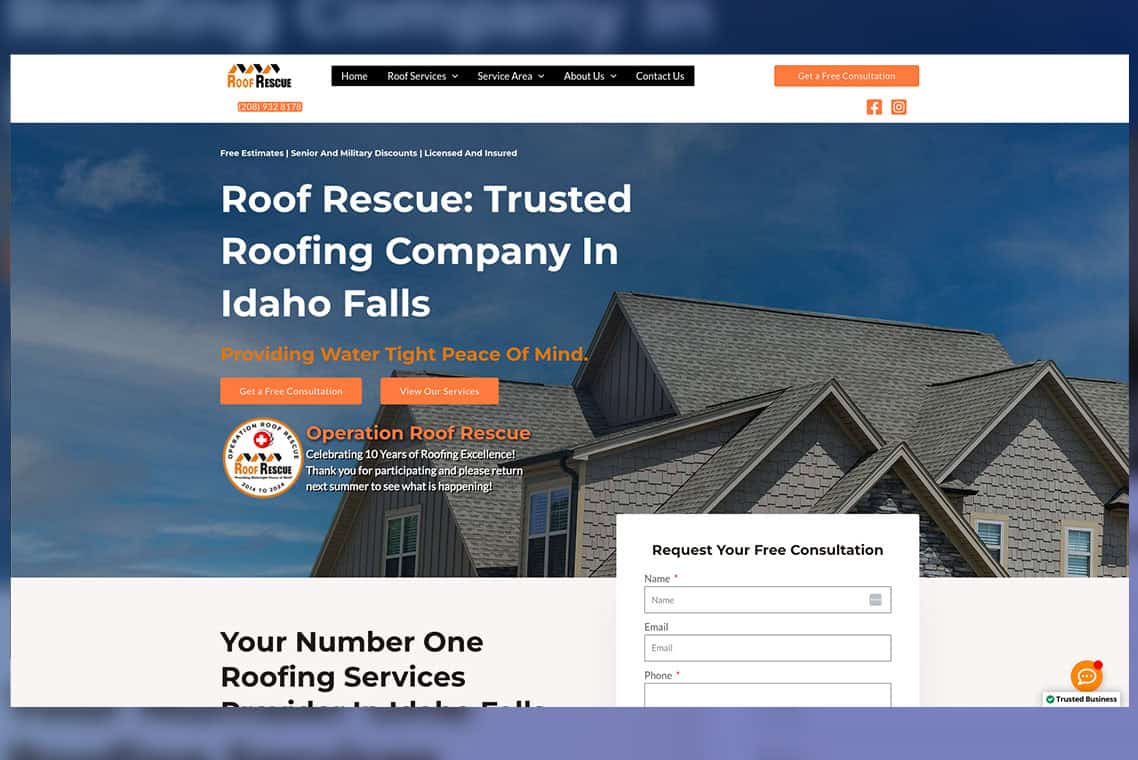 Roofing Company In
ROOF RESCUE
Home
Roof Services
Service Area
About Us
Contact Us
Get a Free Consultation
(208) 932 8178
Free Estimates | Senior And Military Discounts | Licensed And Insured
Roof Rescue: Trusted
Roofing Company In
Idaho Falls
Providing Water Tight Peace Of Mind.
Get a Free Consultation
View Our Services
OPERATION ROOF RESCUE
ROOF RESCUE
2014 TO 2024
Operation Roof Rescue
Celebrating 10 Years of Roofing Excellence!
Thank you for participating and please return
next summer to see what is happening!
Request Your Free Consultation
Name *
Name
Email
Email
Phone *
Your Number One
Roofing Services
Provider In Idaho Falls
Trusted Business